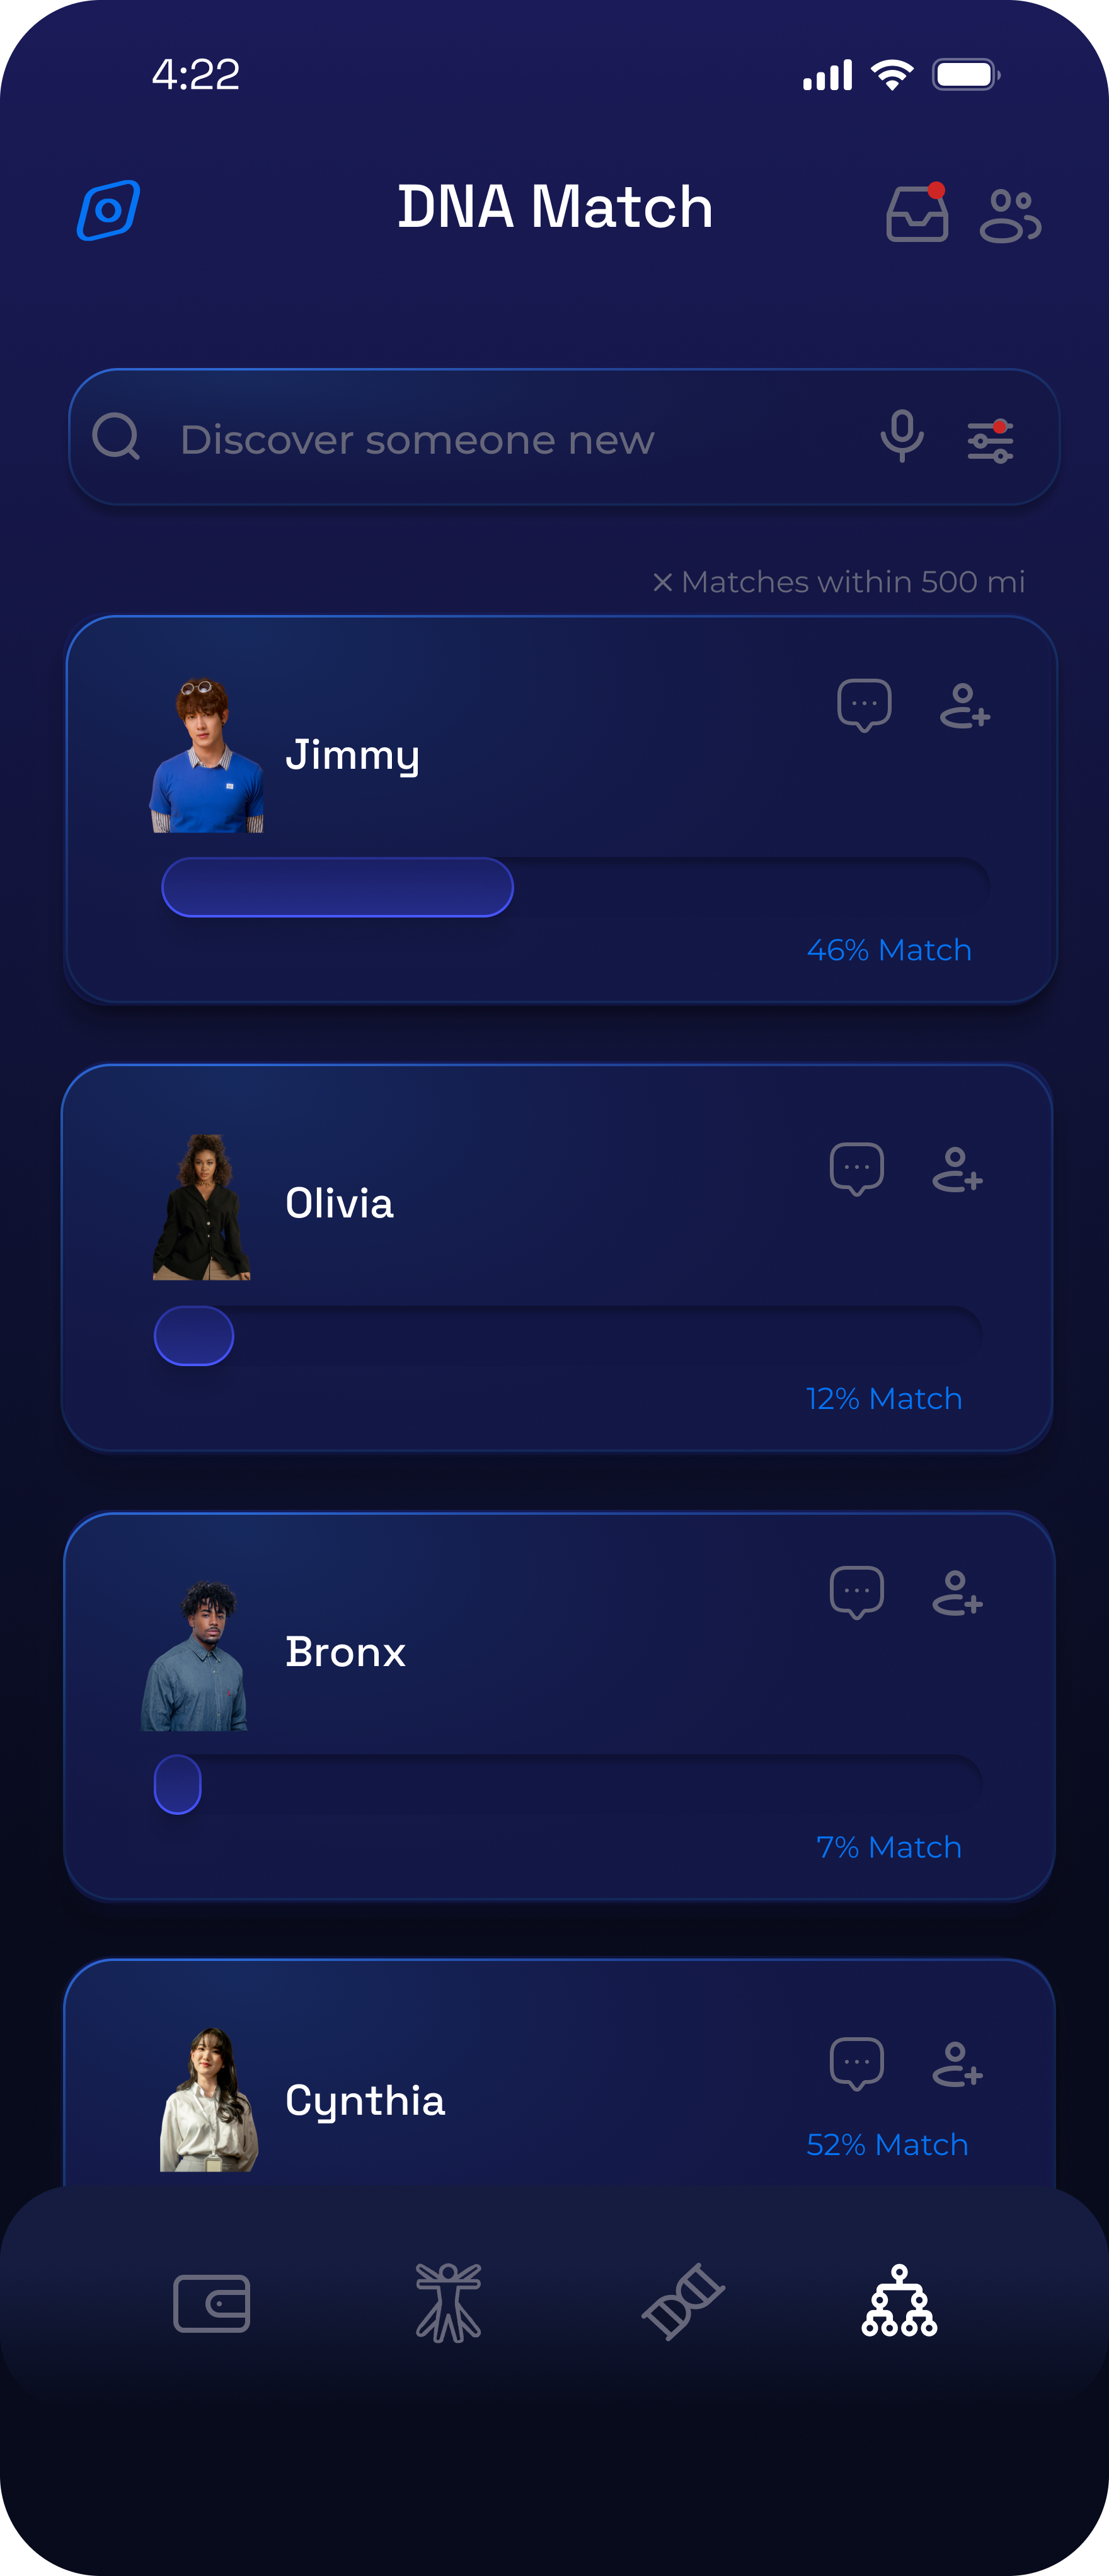 4:22
DNA Match
Discover someone new
× Matches within 500 mi
Jimmy
46% Match
Olivia
12% Match
Bronx
7% Match
Cynthia
52% Match